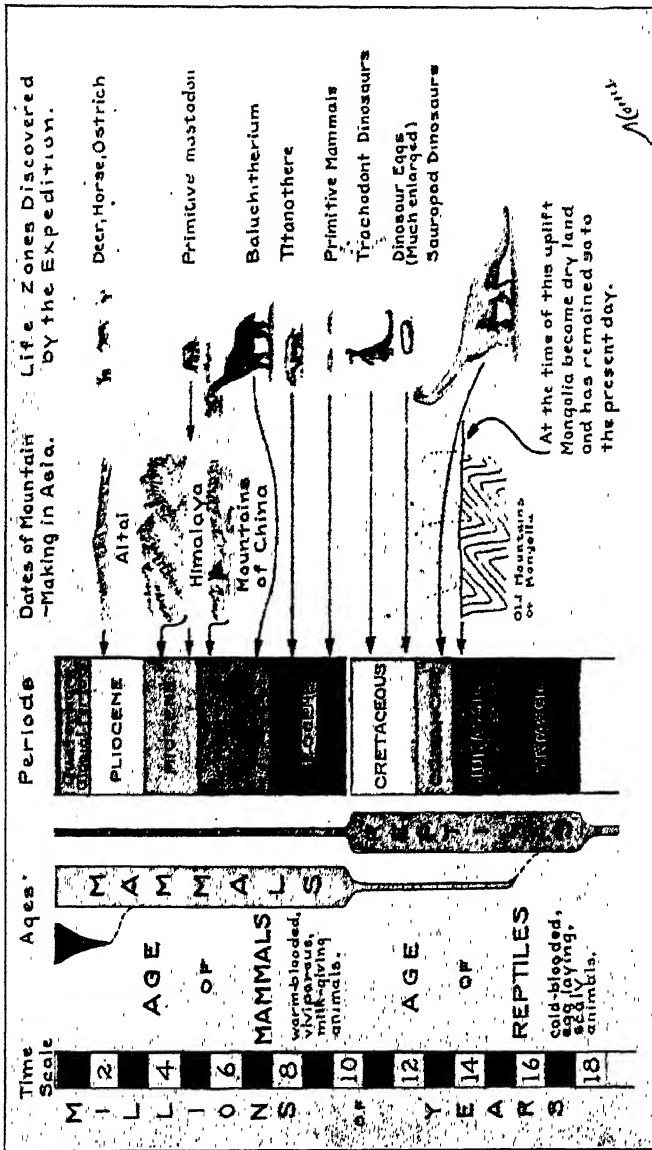 Time
Scale
Ages
Periods
Dates of Mountain
-Making in Asia.
Life Zones Discovered
by the Expedition.
MILLIONS OF YEARS
2
4
6
8
10
12
14
16
18
AGE
OF
MAMMALS
warm-blooded,
viviparous,
milk-giving
animals.
AGE
OF
REPTILES
cold-blooded,
egg laying,
scaly
animals.
MAMMALS
REPTILES
PLIOCENE
MIOCENE
EOCENE
CRETACEOUS
JURASSIC
TRIASSIC
Altai
Himalaya
Mountains
of China
Old Mountains
of Mongolia
Deer, Horse, Ostrich
Primitive mastodon
Baluchitherium
Titanothere
Primitive Mammals
Trachodont Dinosaurs
Dinosaur Eggs
(Much enlarged)
Sauropod Dinosaurs
At the time of this uplift
Mongolia became dry land
and has remained so to
the present day.